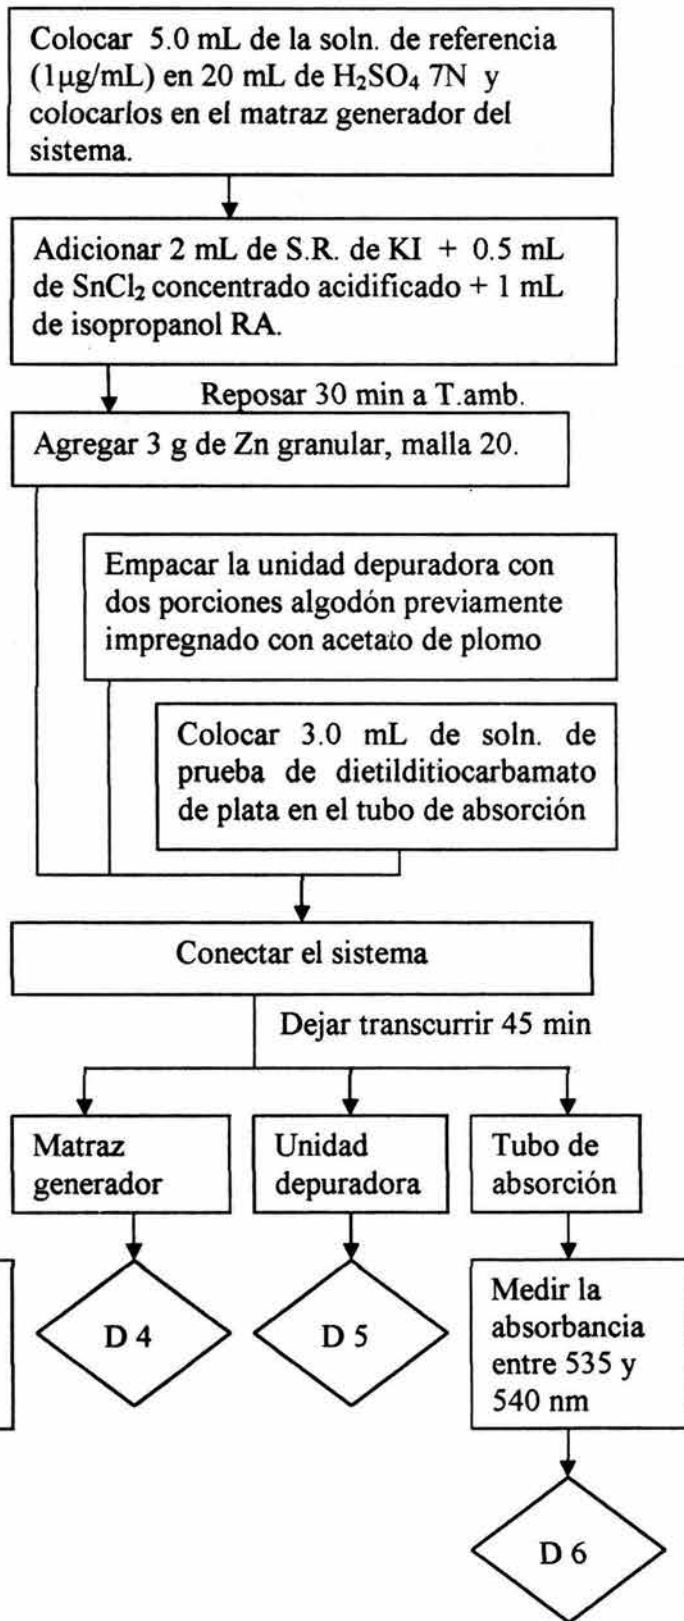 Colocar 5.0 mL de la soln. de referencia
(1µg/mL) en 20 mL de H₂SO₄ 7N y
colocarlos en el matraz generador del
sistema.
Adicionar 2 mL de S.R. de KI + 0.5 mL
de SnCl₂ concentrado acidificado + 1 mL
de isopropanol RA.
Reposar 30 min a T.amb.
Agregar 3 g de Zn granular, malla 20.
Empacar la unidad depuradora con
dos porciones algodón previamente
impregnado con acetato de plomo
Colocar 3.0 mL de soln. de
prueba de dietilditiocarbamato
de plata en el tubo de absorción
Conectar el sistema
Dejar transcurrir 45 min
Matraz
generador
Unidad
depuradora
Tubo de
absorción
D 4
D 5
Medir la
absorbancia
entre 535 y
540 nm
D 6